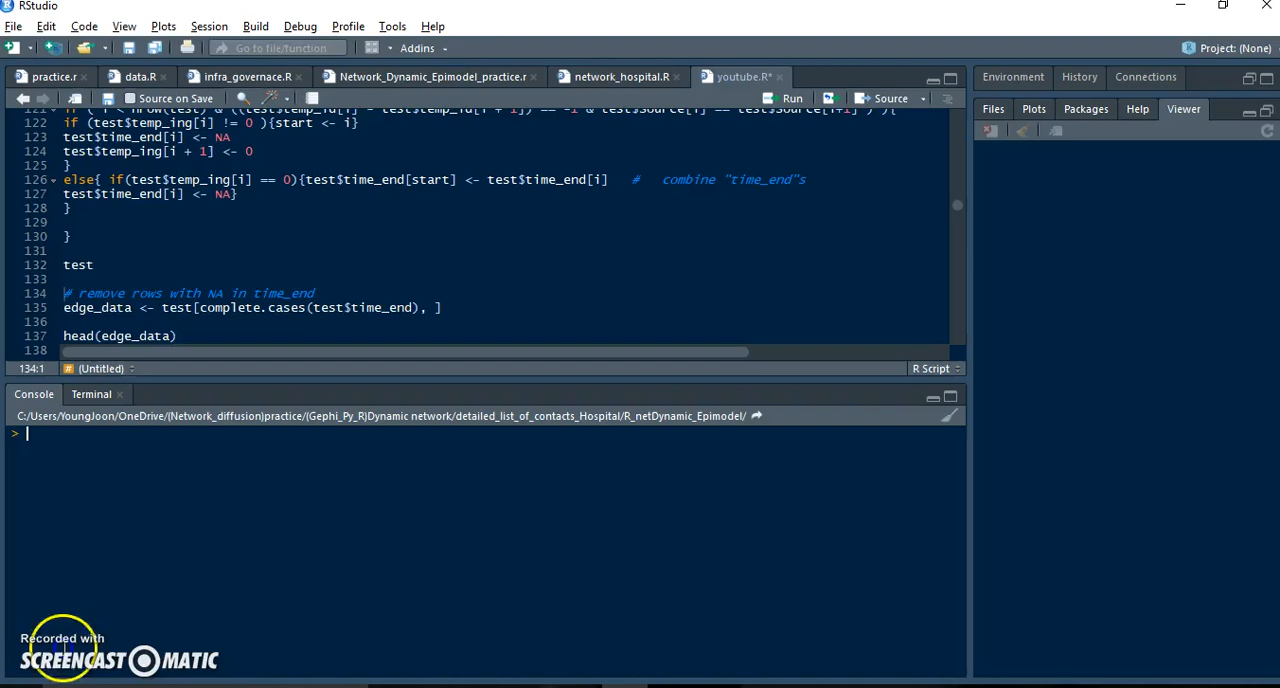 RStudio
File Edit Code View Plots Session Build Debug Profile Tools Help
Go to file/function Addins Project: (None)
practice.r data.R infra_governace.R Network_Dynamic_Epimodel_practice.r network_hospital.R youtube.R* Environment History Connections
Source on Save Run Source Files Plots Packages Help Viewer
122 if (test$temp_ing[i] != 0 ){start <- i}
123 test$time_end[i] <- NA
124 test$temp_ing[i + 1] <- 0
125 }
126 else{ if(test$temp_ing[i] == 0){test$time_end[start] <- test$time_end[i] # combine "time_end"s
127 test$time_end[i] <- NA}
128 }
129
130 }
131
132 test
133
134 # remove rows with NA in time_end
135 edge_data <- test[complete.cases(test$time_end), ]
136
137 head(edge_data)
138
134:1 # (Untitled) R Script
Console Terminal
C:/Users/YoungJoon/OneDrive/(Network_diffusion)practice/(Gephi_Py_R)Dynamic network/detailed_list_of_contacts_Hospital/R_netDynamic_Epimodel/
>
Recorded with
SCREENCAST O MATIC